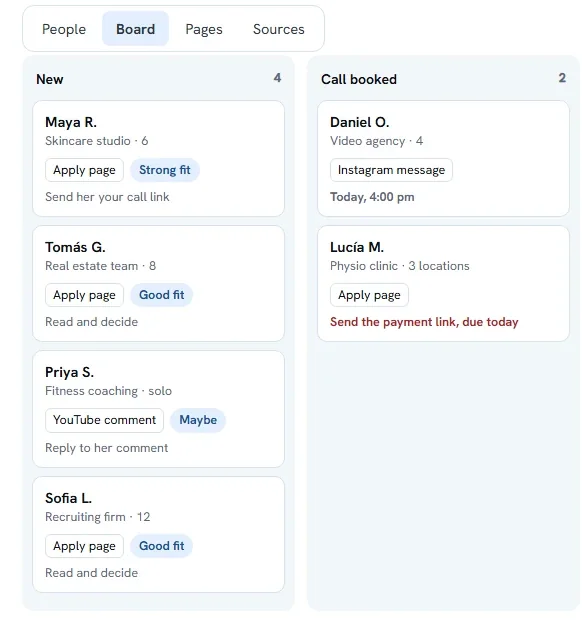 People Board Pages Sources
New 4
Maya R.
Skincare studio · 6
Apply page Strong fit
Send her your call link
Tomás G.
Real estate team · 8
Apply page Good fit
Read and decide
Priya S.
Fitness coaching · solo
YouTube comment Maybe
Reply to her comment
Sofia L.
Recruiting firm · 12
Apply page Good fit
Read and decide
Call booked 2
Daniel O.
Video agency · 4
Instagram message
Today, 4:00 pm
Lucía M.
Physio clinic · 3 locations
Apply page
Send the payment link, due today